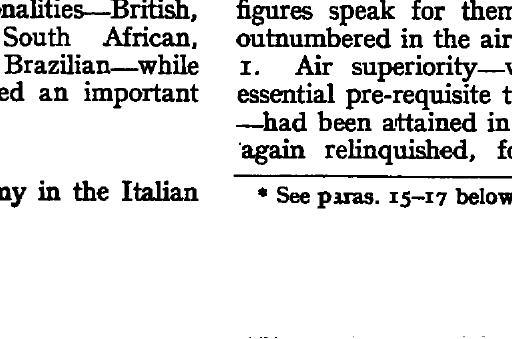 nalities—British,
South African,
Brazilian—while
ed an important
my in the Italian
figures speak for them
outnumbered in the air
1. Air superiority—
essential pre-requisite t
—had been attained in
again relinquished, fo
* See paras. 15–17 below